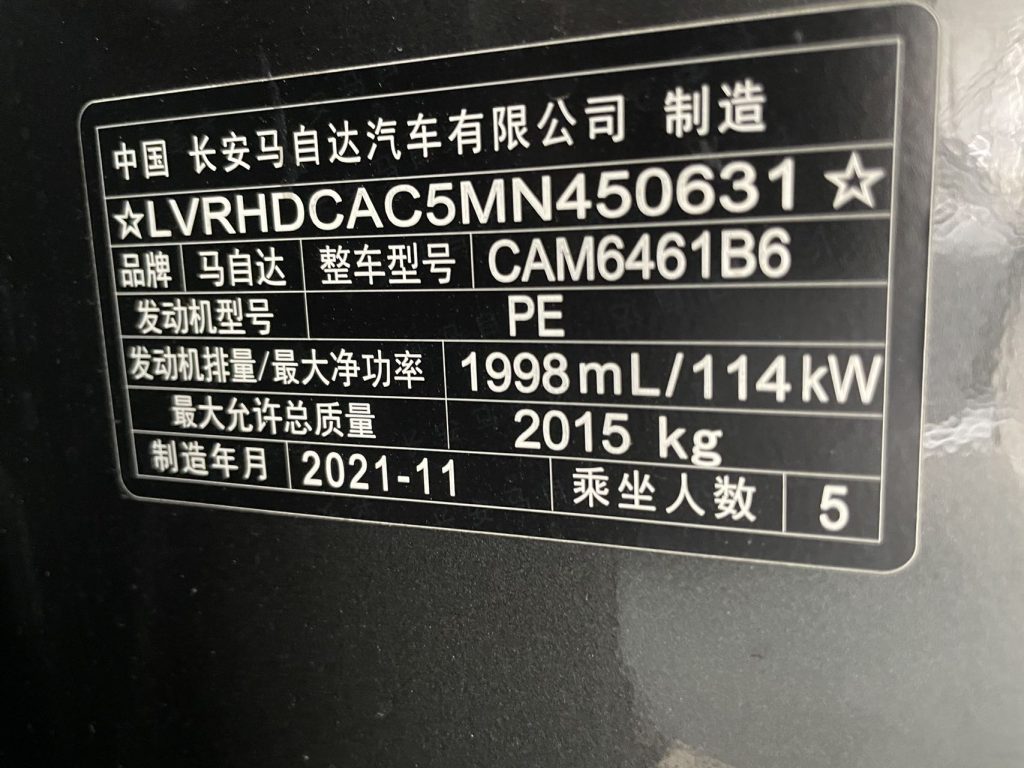 中国 长安马自达汽车有限公司 制造
☆LVRHDCAC5MN450631☆
品牌 马自达 整车型号 CAM6461B6
发动机型号 PE
发动机排量/最大净功率 1998mL/114kW
最大允许总质量 2015 kg
制造年月 2021-11 乘坐人数 5